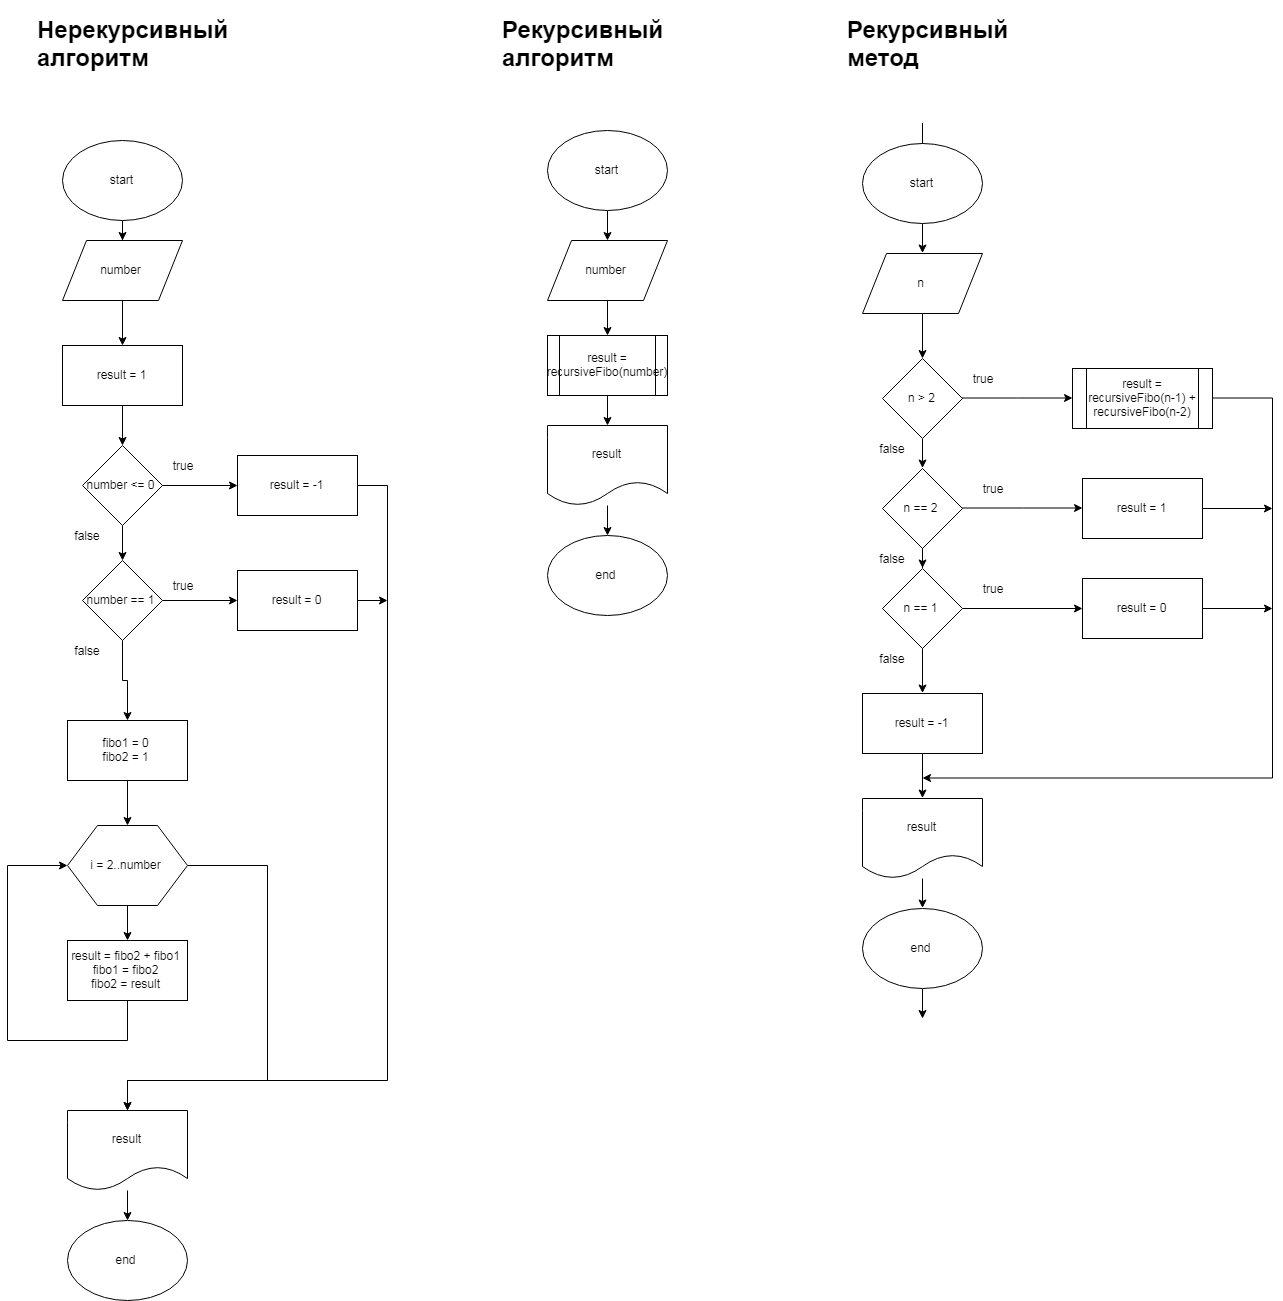 Нерекурсивный
алгоритм
start
number
result = 1
number <= 0
true
result = -1
false
number == 1
true
result = 0
false
fibo1 = 0
fibo2 = 1
i = 2..number
result = fibo2 + fibo1
fibo1 = fibo2
fibo2 = result
result
end
Рекурсивный
алгоритм
start
number
result =
recursiveFibo(number)
result
end
Рекурсивный
метод
start
n
n > 2
true
result =
recursiveFibo(n-1) +
recursiveFibo(n-2)
false
n == 2
true
result = 1
false
n == 1
true
result = 0
false
result = -1
result
end